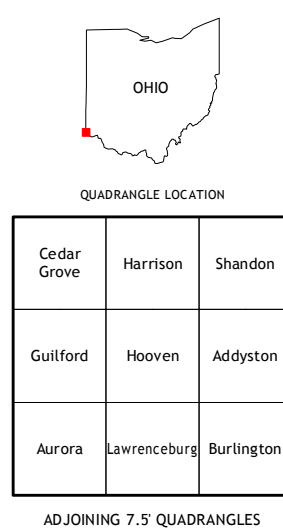 OHIO
QUADRANGLE LOCATION
Cedar
Grove
Harrison
Shandon
Guilford
Hooven
Addyston
Aurora
Lawrenceburg
Burlington
ADJOINING 7.5' QUADRANGLES